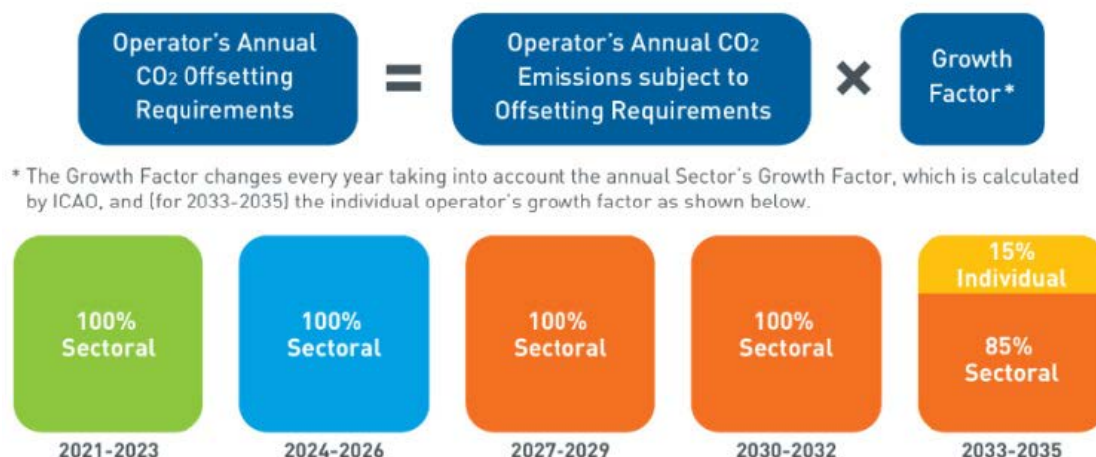 Operator's Annual
CO2 Offsetting
Requirements
=
Operator's Annual CO2
Emissions subject to
Offsetting Requirements
×
Growth
Factor*
* The Growth Factor changes every year taking into account the annual Sector's Growth Factor, which is calculated
by ICAO, and (for 2033-2035) the individual operator's growth factor as shown below.
100%
Sectoral
100%
Sectoral
100%
Sectoral
100%
Sectoral
15%
Individual
85%
Sectoral
2021-2023
2024-2026
2027-2029
2030-2032
2033-2035